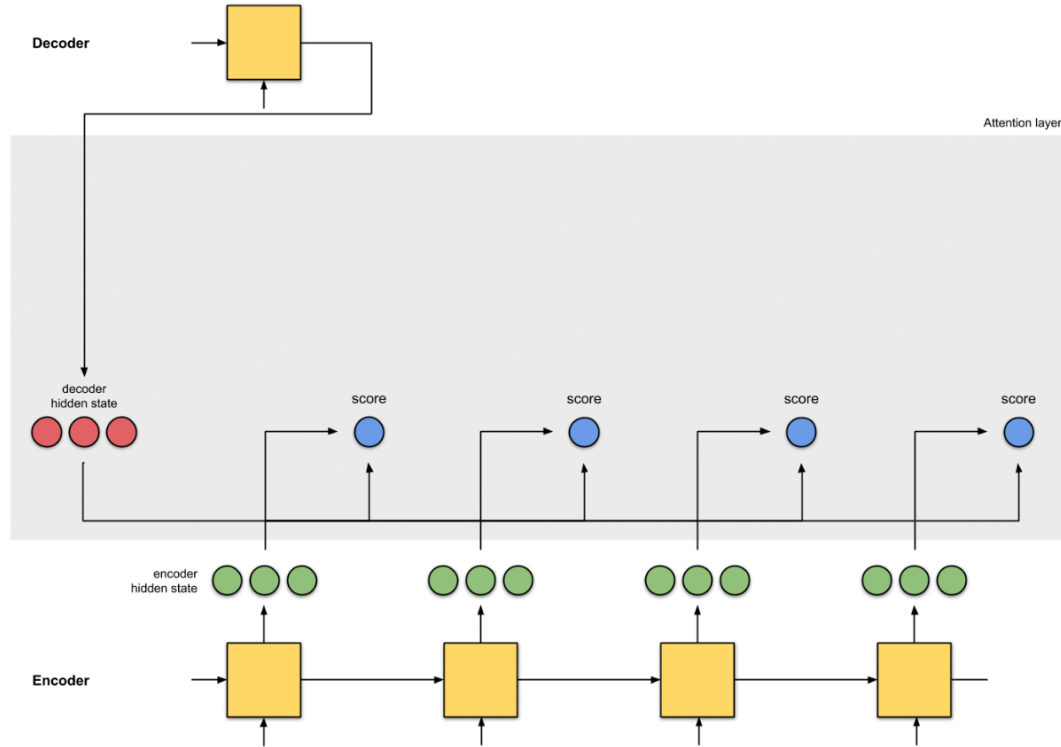 Decoder
Attention layer
decoder
hidden state
score
score
score
score
encoder
hidden state
Encoder